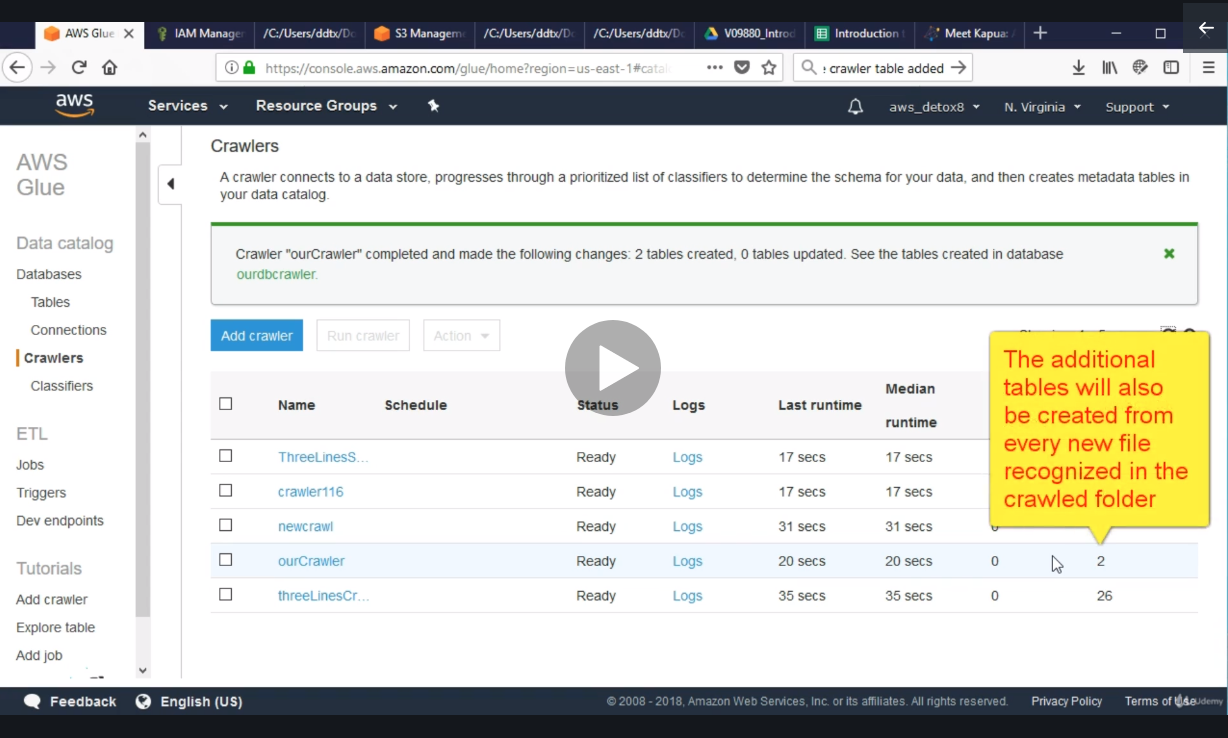 AWS Glue
IAM Manager
/C:/Users/ddtx/Do
S3 Manageme
/C:/Users/ddtx/Do
/C:/Users/ddtx/Do
V09880_Introd
Introduction
Meet Kapua:
https://console.aws.amazon.com/glue/home?region=us-east-1#catal
crawler table added
aws
Services
Resource Groups
aws_detox8
N. Virginia
Support
AWS
Glue
Data catalog
Databases
Tables
Connections
Crawlers
Classifiers
ETL
Jobs
Triggers
Dev endpoints
Tutorials
Add crawler
Explore table
Add job
Crawlers
A crawler connects to a data store, progresses through a prioritized list of classifiers to determine the schema for your data, and then creates metadata tables in
your data catalog.
Crawler "ourCrawler" completed and made the following changes: 2 tables created, 0 tables updated. See the tables created in database
ourdbcrawler.
Add crawler Run crawler Action
Name Schedule Status Logs Last runtime Median
runtime
ThreeLinesS... Ready Logs 17 secs 17 secs
crawler116 Ready Logs 17 secs 17 secs
newcrawl Ready Logs 31 secs 31 secs
ourCrawler Ready Logs 20 secs 20 secs 0 2
threeLinesCr... Ready Logs 35 secs 35 secs 0 26
The additional
tables will also
be created from
every new file
recognized in the
crawled folder
Feedback English (US)
© 2008 - 2018, Amazon Web Services, Inc. or its affiliates. All rights reserved. Privacy Policy Terms of Use
Udemy